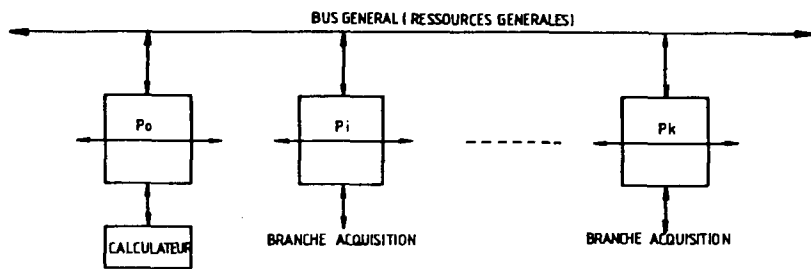 BUS GENERAL (RESSOURCES GENERALES)
Po
Pi
Pk
CALCULATEUR
BRANCHE ACQUISITION
BRANCHE ACQUISITION